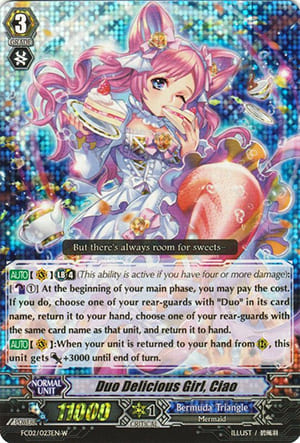 3
GRADE
But there's always room for sweets~
AUTO [V] LB4 (This ability is active if you have four or more damage):
[1] At the beginning of your main phase, you may pay the cost.
If you do, choose one of your rear-guards with "Duo" in its card
name, return it to your hand, choose one of your rear-guards with
the same card name as that unit, and return it to hand.
AUTO [V]:When your unit is returned to your hand from (R), this
unit gets +3000 until end of turn.
NORMAL
UNIT
Duo Delicious Girl, Ciao
POWER
11000
1
CRITICAL
Bermuda Triangle
Mermaid
FC02/023EN-W
ILLUST / 碧風羽